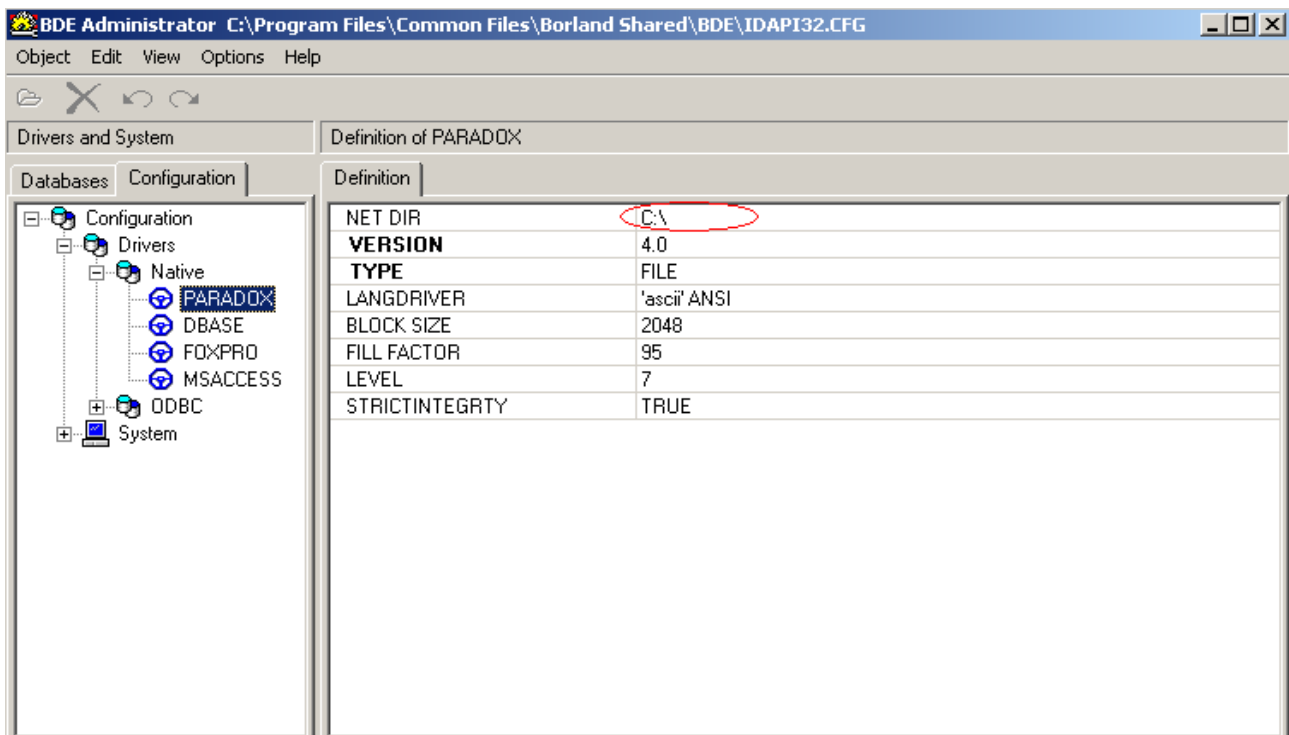 BDE Administrator C:\Program Files\Common Files\Borland Shared\BDE\IDAPI32.CFG
Object Edit View Options Help
Drivers and System Definition of PARADOX
Databases Configuration Definition
Configuration NET DIR C:\
Drivers VERSION 4.0
Native TYPE FILE
PARADOX LANGDRIVER 'ascii' ANSI
DBASE BLOCK SIZE 2048
FOXPRO FILL FACTOR 95
MSACCESS LEVEL 7
ODBC STRICTINTEGRTY TRUE
System